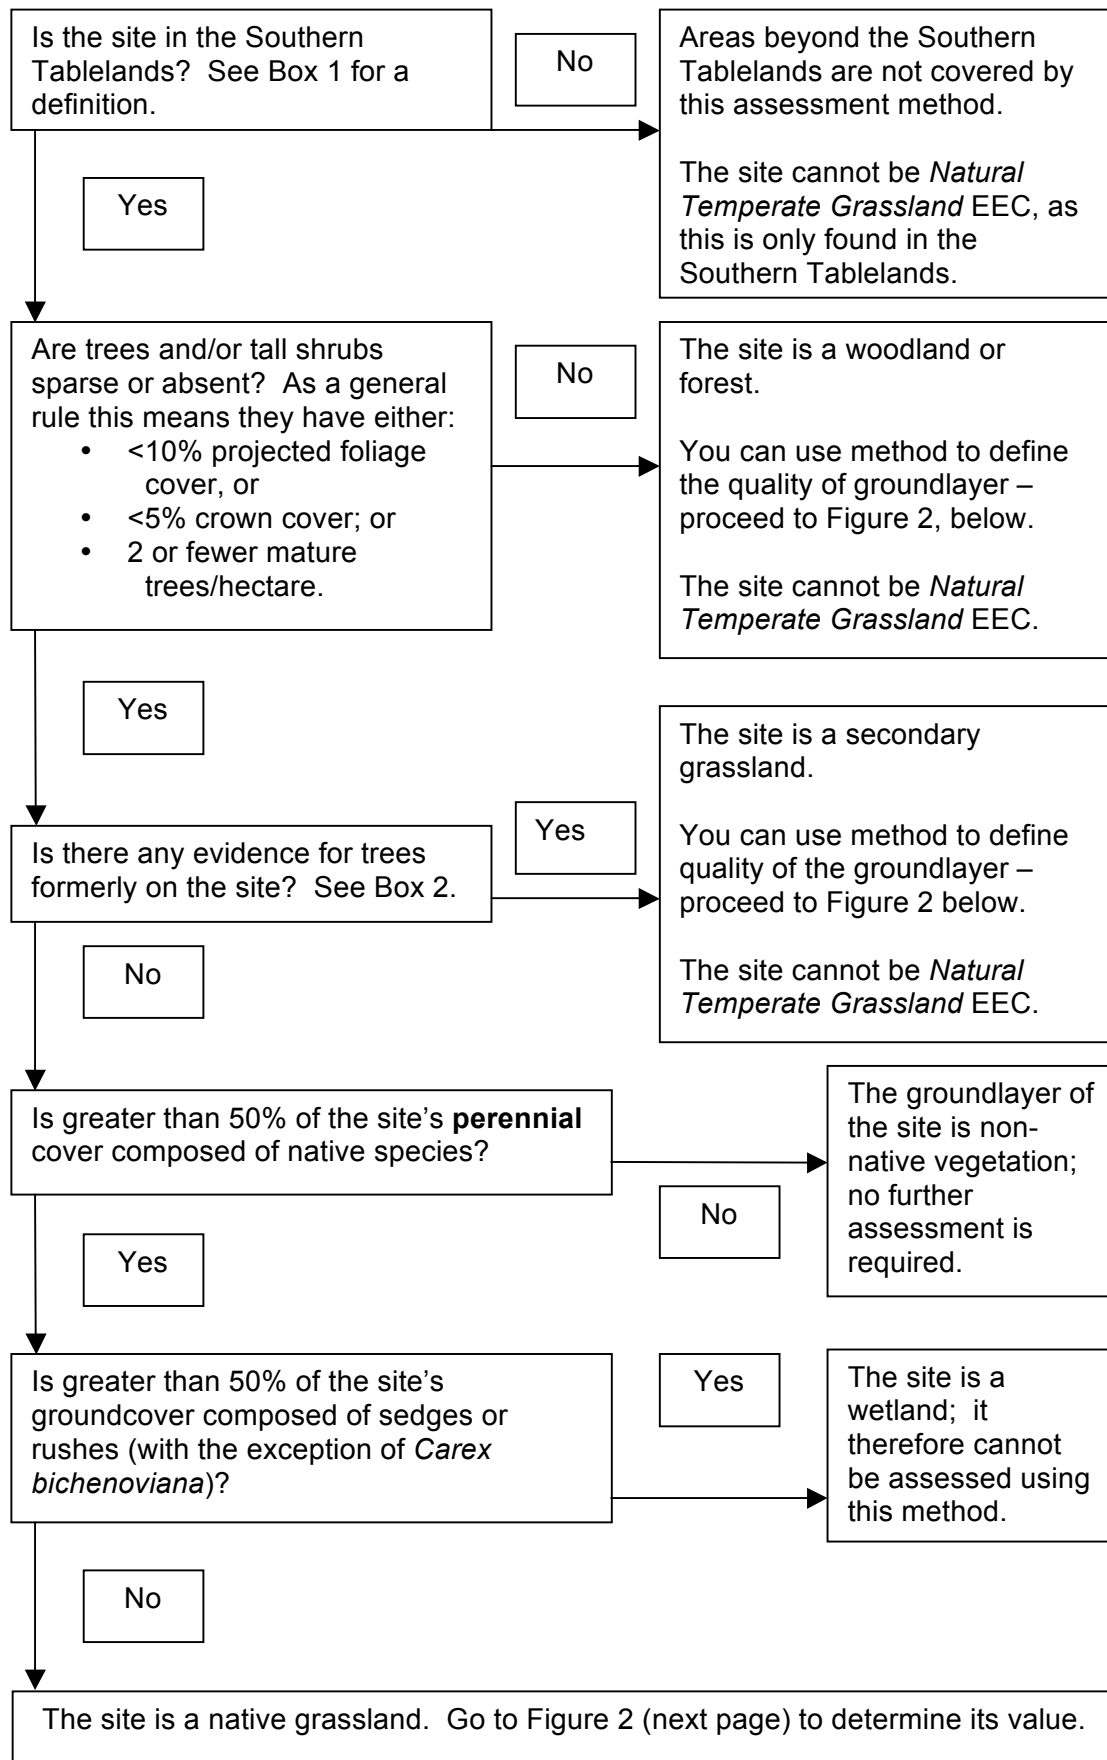 Is the site in the Southern
Tablelands?  See Box 1 for a
definition.
No
Areas beyond the Southern
Tablelands are not covered by
this assessment method.
The site cannot be Natural
Temperate Grassland EEC, as
this is only found in the
Southern Tablelands.
Yes
Are trees and/or tall shrubs
sparse or absent?  As a general
rule this means they have either:
• <10% projected foliage
cover, or
• <5% crown cover; or
• 2 or fewer mature
trees/hectare.
No
The site is a woodland or
forest.
You can use method to define
the quality of groundlayer –
proceed to Figure 2, below.
The site cannot be Natural
Temperate Grassland EEC.
Yes
Is there any evidence for trees
formerly on the site?  See Box 2.
Yes
The site is a secondary
grassland.
You can use method to define
quality of the groundlayer –
proceed to Figure 2 below.
The site cannot be Natural
Temperate Grassland EEC.
No
Is greater than 50% of the site’s perennial
cover composed of native species?
No
The groundlayer of
the site is non-
native vegetation;
no further
assessment is
required.
Yes
Is greater than 50% of the site’s
groundcover composed of sedges or
rushes (with the exception of Carex
bichenoviana)?
Yes
The site is a
wetland;  it
therefore cannot
be assessed using
this method.
No
The site is a native grassland.  Go to Figure 2 (next page) to determine its value.